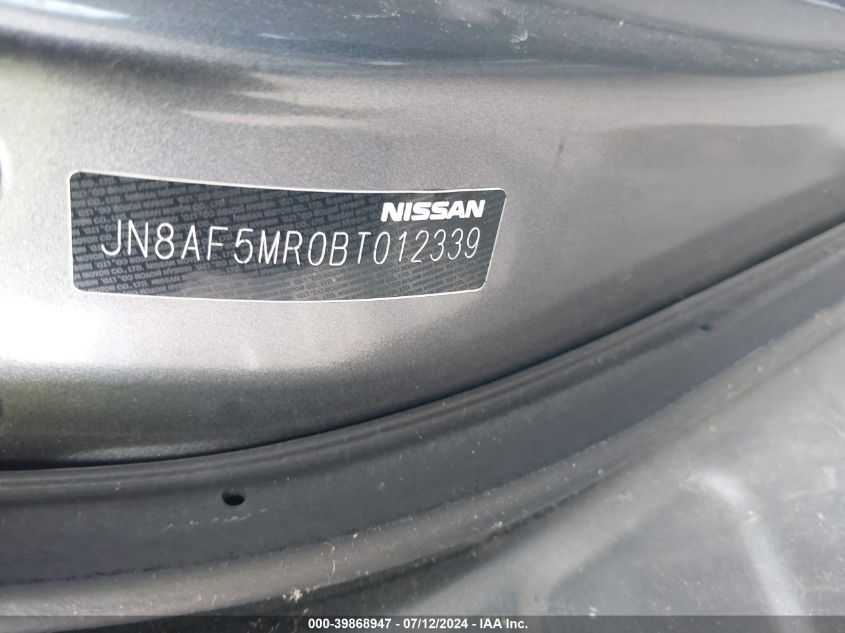 NISSAN
JN8AF5MR0BT012339
000-39868947 - 07/12/2024 - IAA Inc.